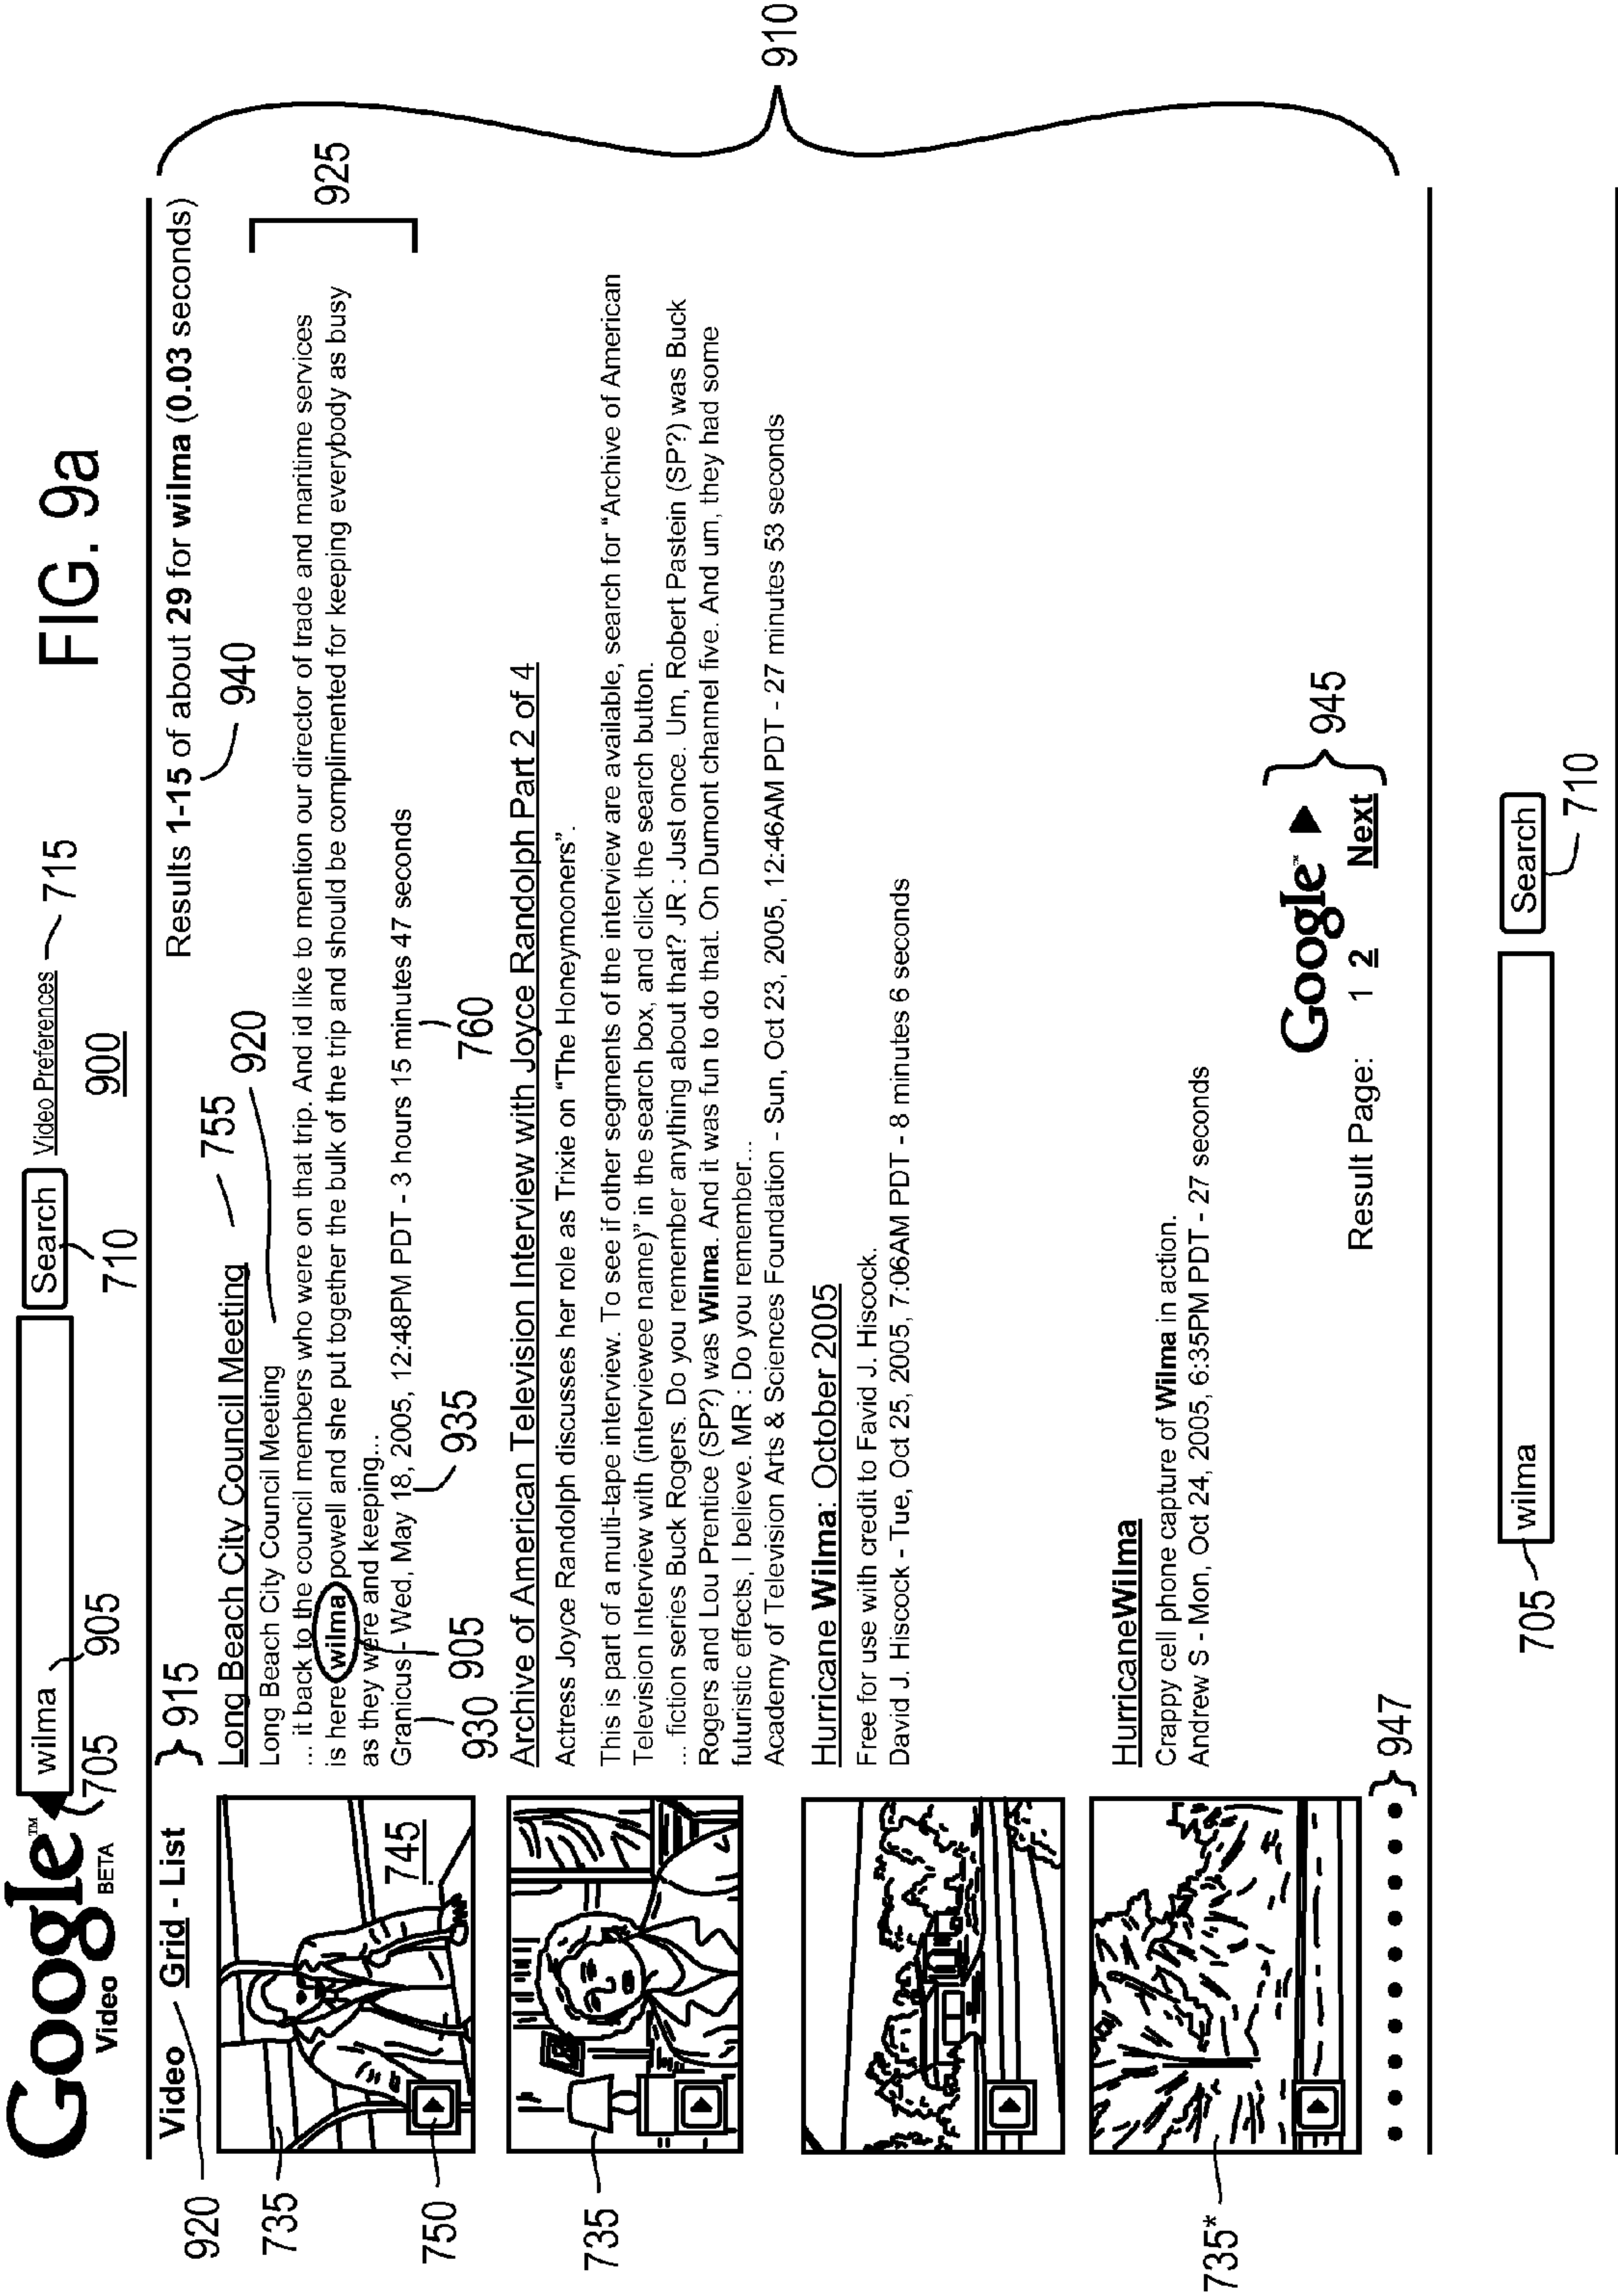 FIG. 9a
Google™
Video BETA
wilma
Search
Video Preferences
715
705
905
710
900
Video Grid - List
915
Results 1-15 of about 29 for wilma (0.03 seconds)
920
940
Long Beach City Council Meeting
755
Long Beach City Council Meeting
920
... it back to the council members who were on that trip. And id like to mention our director of trade and maritime services
is here wilma powell and she put together the bulk of the trip and should be complimented for keeping everybody as busy
as they were and keeping...
Granicus - Wed, May 18, 2005, 12:48PM PDT - 3 hours 15 minutes 47 seconds
925
735
745
750
930
905
935
760
Archive of American Television Interview with Joyce Randolph Part 2 of 4
Actress Joyce Randolph discusses her role as Trixie on “The Honeymooners”.
This is part of a multi-tape interview. To see if other segments of the interview are available, search for “Archive of American
Television Interview with (interviewee name)” in the search box, and click the search button.
...fiction series Buck Rogers. Do you remember anything about that? JR : Just once. Um, Robert Pastein (SP?) was Buck
Rogers and Lou Prentice (SP?) was Wilma. And it was fun to do that. On Dumont channel five. And um, they had some
futuristic effects, I believe. MR : Do you remember...
Academy of Television Arts & Sciences Foundation - Sun, Oct 23, 2005, 12:46AM PDT - 27 minutes 53 seconds
735
910
Hurricane Wilma: October 2005
Free for use with credit to Favid J. Hiscock.
David J. Hiscock - Tue, Oct 25, 2005, 7:06AM PDT - 8 minutes 6 seconds
HurricaneWilma
Crappy cell phone capture of Wilma in action.
Andrew S - Mon, Oct 24, 2005, 6:35PM PDT - 27 seconds
735*
947
Google™
Result Page: 1 2 Next
945
wilma
Search
705
710